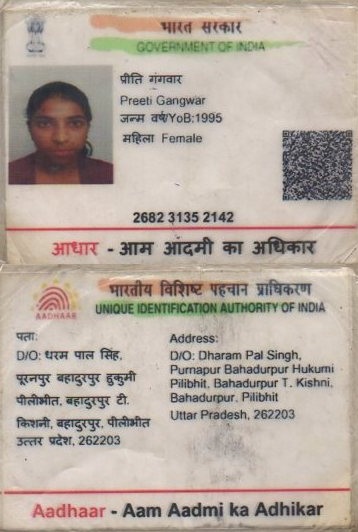 भारत सरकार
GOVERNMENT OF INDIA
प्रीति गंगवार
Preeti Gangwar
जन्म वर्ष/YoB:1995
महिला Female
2682 3135 2142
आधार - आम आदमी का अधिकार
भारतीय विशिष्ट पहचान प्राधिकरण
UNIQUE IDENTIFICATION AUTHORITY OF INDIA
AADHAAR
पता:
D/O: धरम पाल सिंह,
पूरनपुर बहादुरपुर हुकुमी
पिलीभीत, बहादुरपुर टी.
किशनी, बहादुरपुर, पीलीभीत
उत्तर प्रदेश, 262203
Address:
D/O: Dharam Pal Singh,
Purnapur Bahadurpur Hukumi
Pilibhit, Bahadurpur T. Kishni,
Bahadurpur, Pilibhit
Uttar Pradesh, 262203
Aadhaar - Aam Aadmi ka Adhikar